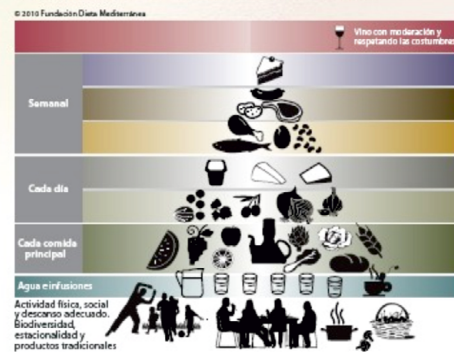 © 2010 Fundación Dieta Mediterránea
Vino con moderación y
respetando las costumbres
Semanal
Cada día
Cada comida
principal
Agua e infusiones
Actividad física, social
y descanso adecuado.
Biodiversidad,
estacionalidad y
productos tradicionales